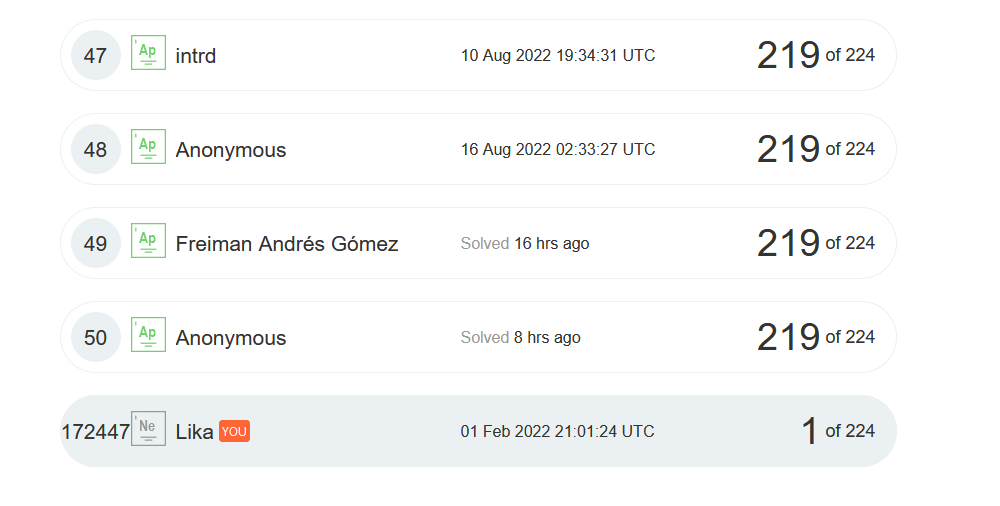 47 'Ap intrd 10 Aug 2022 19:34:31 UTC 219 of 224
48 'Ap Anonymous 16 Aug 2022 02:33:27 UTC 219 of 224
49 'Ap Freiman Andrés Gómez Solved 16 hrs ago 219 of 224
50 'Ap Anonymous Solved 8 hrs ago 219 of 224
172447 'Ne Lika YOU 01 Feb 2022 21:01:24 UTC 1 of 224